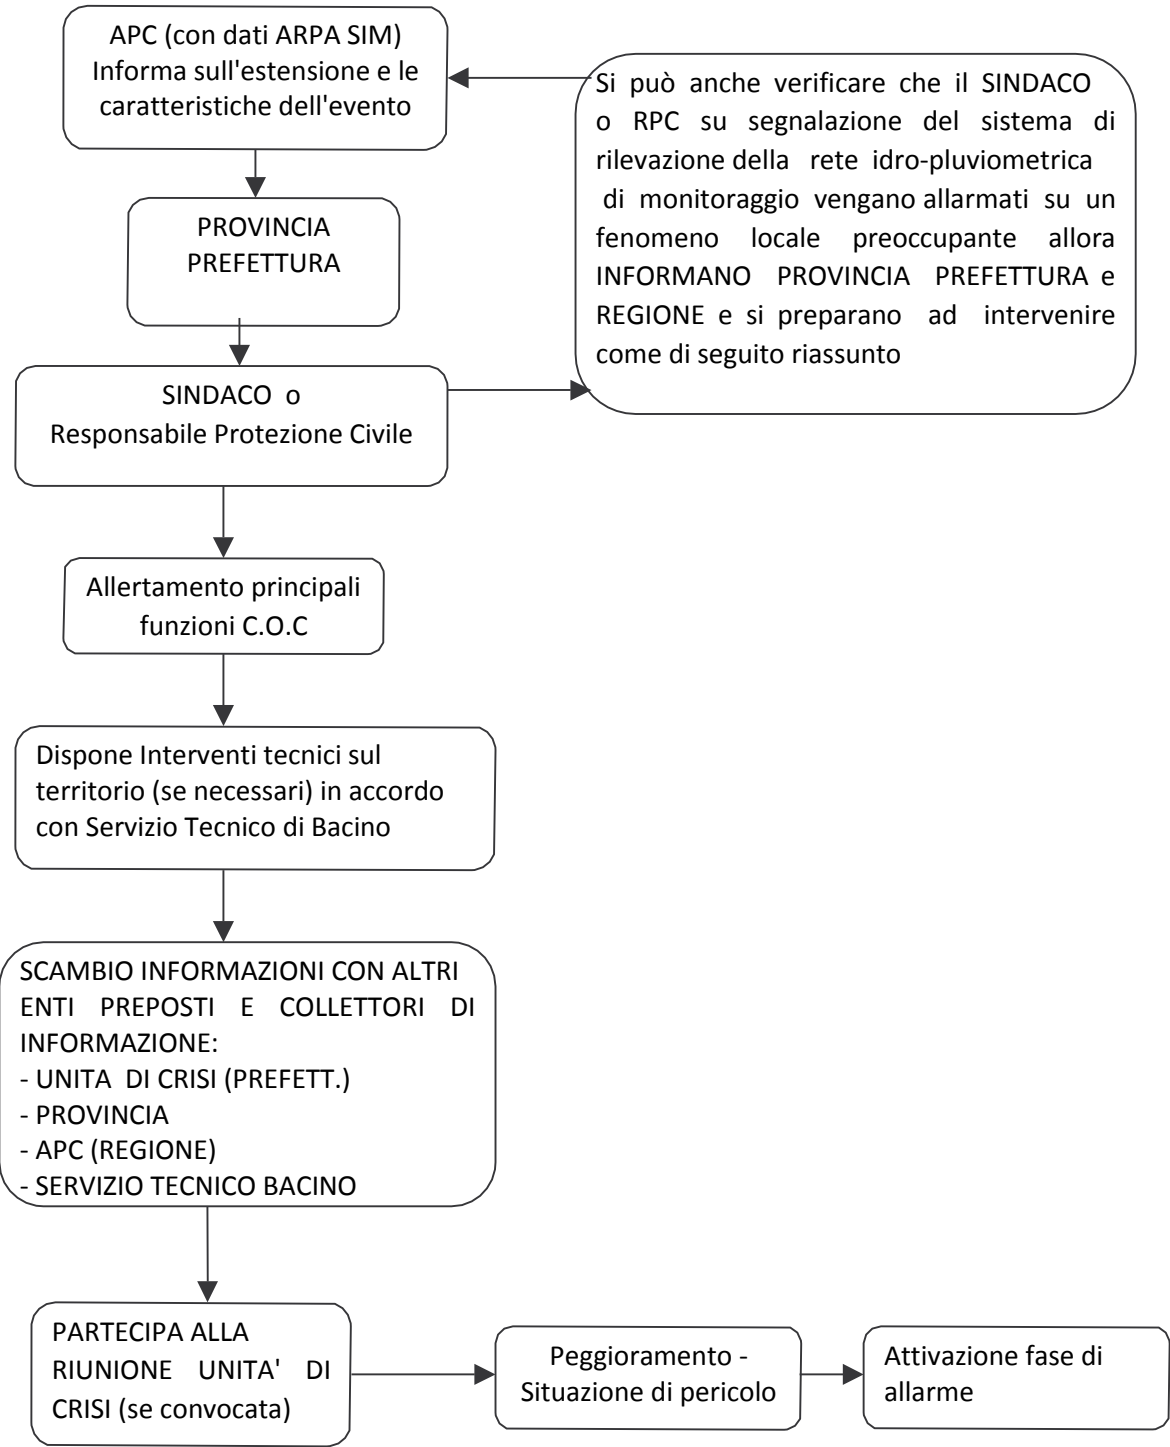 APC (con dati ARPA SIM)
Informa sull'estensione e le
caratteristiche dell'evento
Si può anche verificare che il SINDACO
o RPC su segnalazione del sistema di
rilevazione della rete idro-pluviometrica
di monitoraggio vengano allarmati su un
fenomeno locale preoccupante allora
INFORMANO PROVINCIA PREFETTURA e
REGIONE e si preparano ad intervenire
come di seguito riassunto
PROVINCIA
PREFETTURA
SINDACO o
Responsabile Protezione Civile
Allertamento principali
funzioni C.O.C
Dispone Interventi tecnici sul
territorio (se necessari) in accordo
con Servizio Tecnico di Bacino
SCAMBIO INFORMAZIONI CON ALTRI
ENTI PREPOSTI E COLLETTORI DI
INFORMAZIONE:
- UNITA DI CRISI (PREFETT.)
- PROVINCIA
- APC (REGIONE)
- SERVIZIO TECNICO BACINO
PARTECIPA ALLA
RIUNIONE UNITA' DI
CRISI (se convocata)
Peggioramento -
Situazione di pericolo
Attivazione fase di
allarme